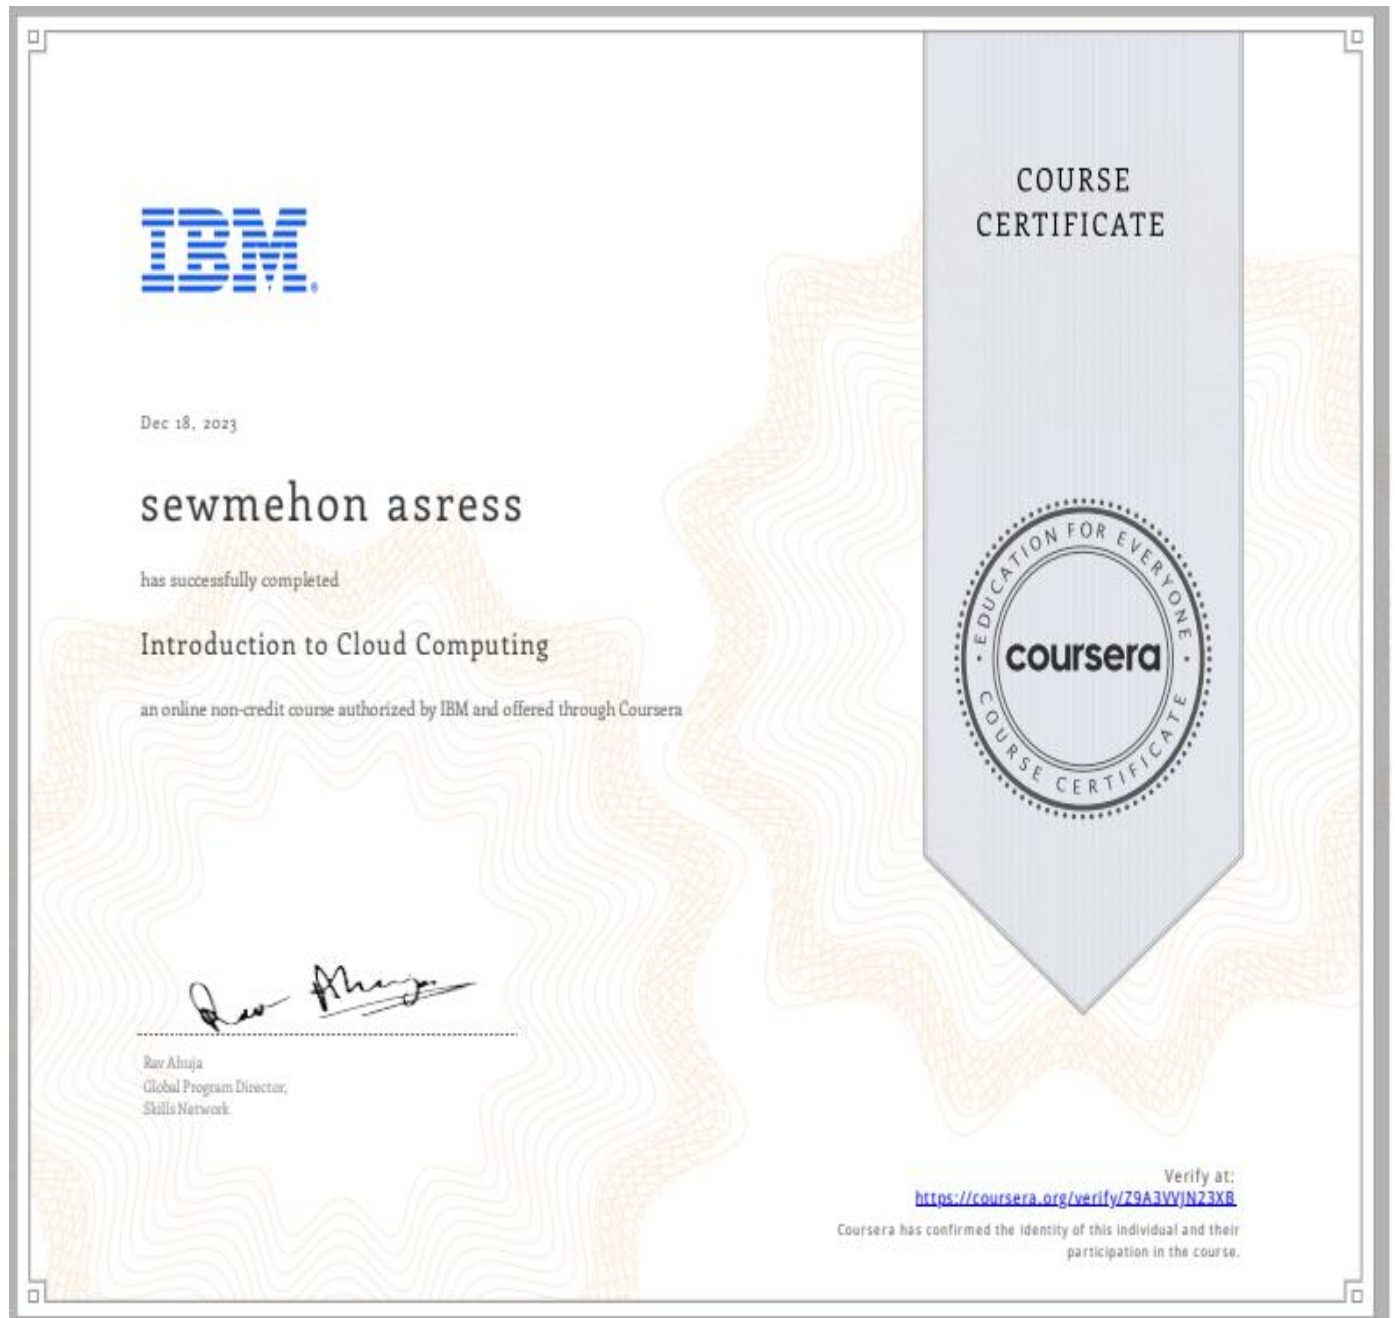 COURSE
CERTIFICATE
IBM®
Dec 18, 2023
sewmehon asress
has successfully completed
Introduction to Cloud Computing
an online non-credit course authorized by IBM and offered through Coursera
EDUCATION FOR EVERYONE
coursera
COURSE CERTIFICATE
Rav Ahuja
Rav Ahuja
Global Program Director,
Skills Network
Verify at:
https://coursera.org/verify/Z9A3VVJN23XB
Coursera has confirmed the identity of this individual and their
participation in the course.